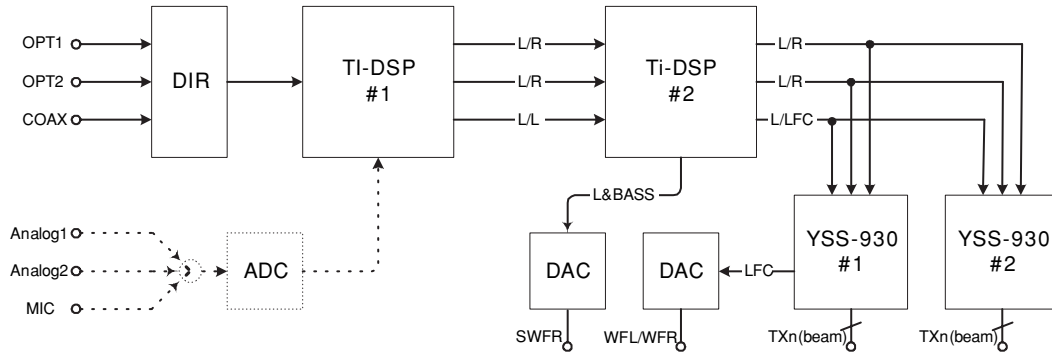 OPT1
OPT2
COAX
DIR
TI-DSP
#1
L/R
L/R
L/L
Ti-DSP
#2
L/R
L/R
L/LFC
L&BASS
Analog1
Analog2
MIC
ADC
DAC
DAC
LFC
YSS-930
#1
YSS-930
#2
SWFR
WFL/WFR
TXn(beam)
TXn(beam)